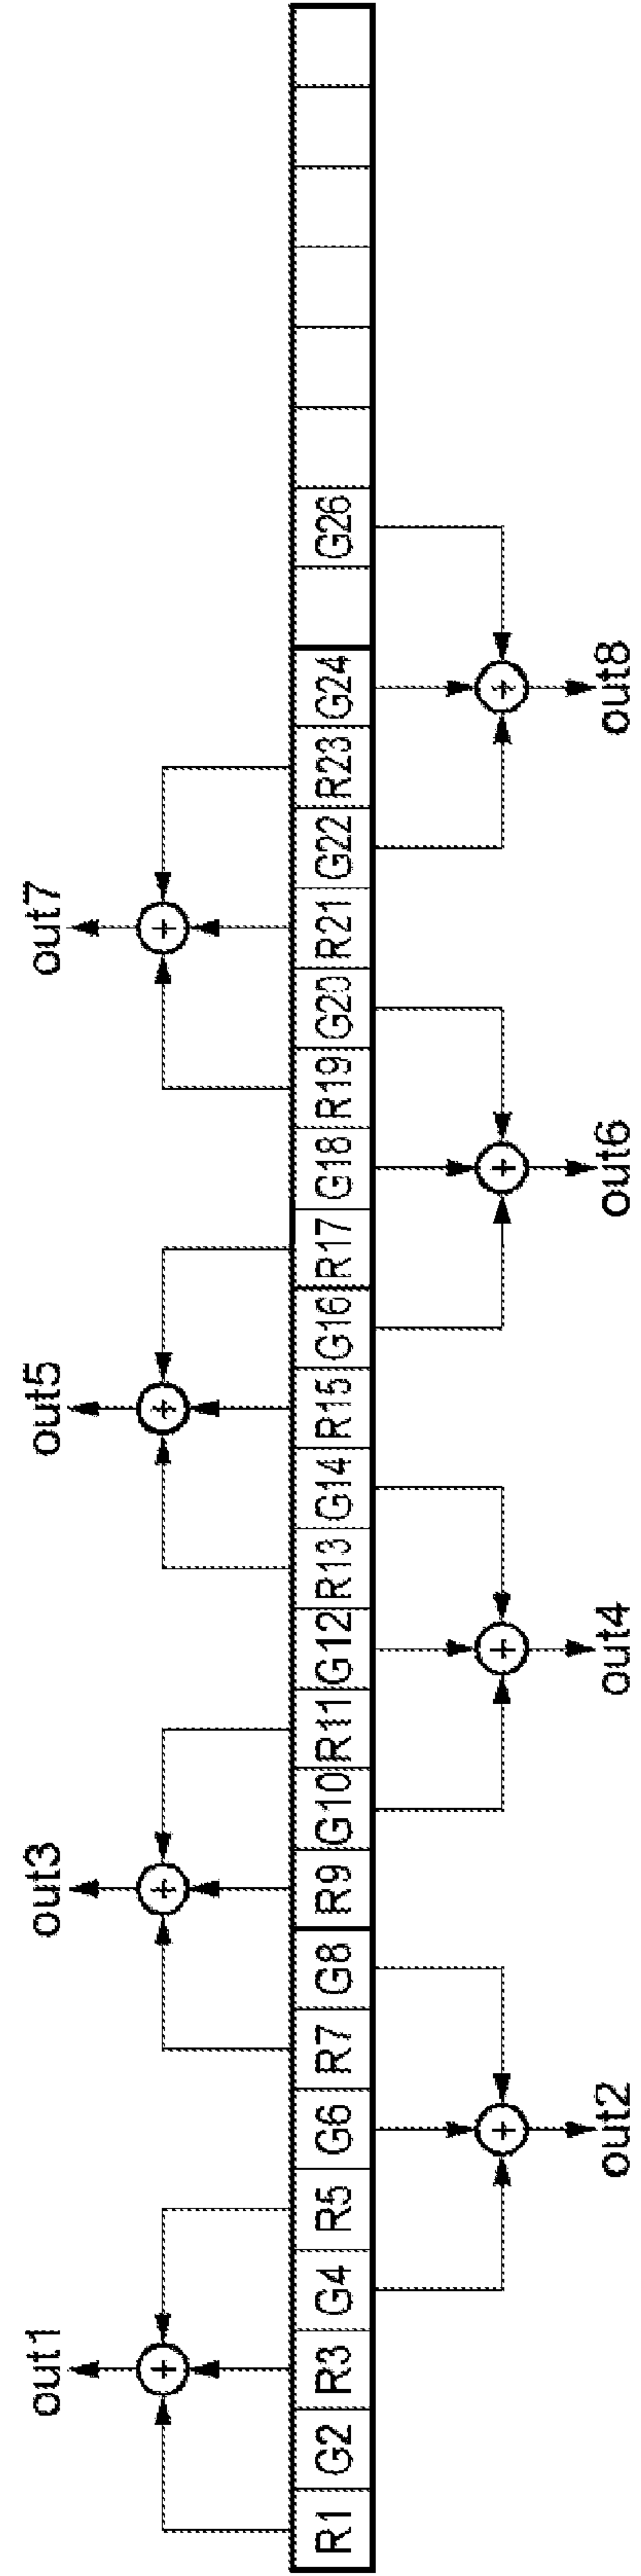 out1 out3 out5 out7
R1 G2 R3 G4 R5 G6 R7 G8 R9 G10 R11 G12 R13 G14 R15 G16 R17 G18 R19 G20 R21 G22 R23 G24 G26
out2 out4 out6 out8